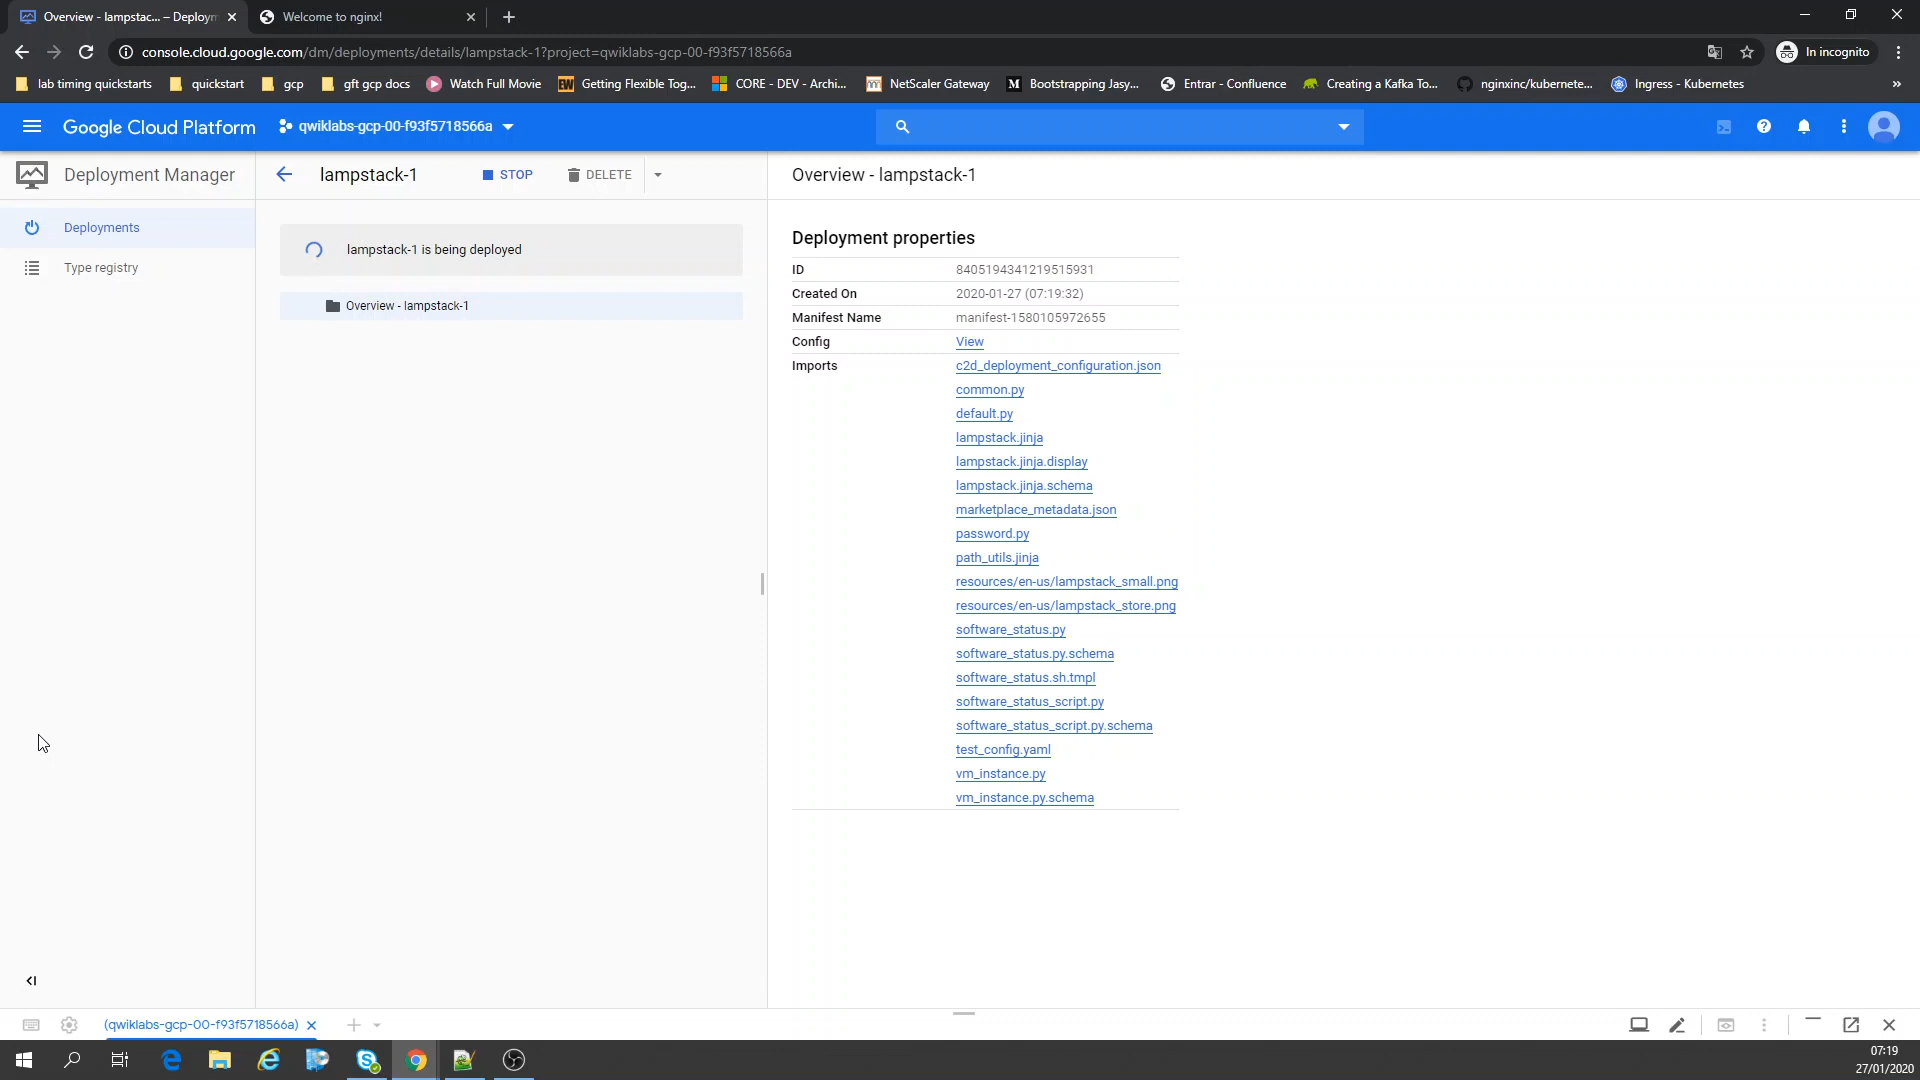 Overview - lampstac... – Deploym
Welcome to nginx!
console.cloud.google.com/dm/deployments/details/lampstack-1?project=qwiklabs-gcp-00-f93f5718566a
In incognito
lab timing quickstarts
quickstart
gcp
gft gcp docs
Watch Full Movie
Getting Flexible Tog...
CORE - DEV - Archi...
NetScaler Gateway
Bootstrapping Jasy...
Entrar - Confluence
Creating a Kafka To...
nginxinc/kubernete...
Ingress - Kubernetes
»
Google Cloud Platform
qwiklabs-gcp-00-f93f5718566a
Deployment Manager
lampstack-1
STOP
DELETE
Overview - lampstack-1
Deployments
Type registry
lampstack-1 is being deployed
Overview - lampstack-1
Deployment properties
ID 8405194341219515931
Created On 2020-01-27 (07:19:32)
Manifest Name manifest-1580105972655
Config View
Imports c2d_deployment_configuration.json
common.py
default.py
lampstack.jinja
lampstack.jinja.display
lampstack.jinja.schema
marketplace_metadata.json
password.py
path_utils.jinja
resources/en-us/lampstack_small.png
resources/en-us/lampstack_store.png
software_status.py
software_status.py.schema
software_status.sh.tmpl
software_status_script.py
software_status_script.py.schema
test_config.yaml
vm_instance.py
vm_instance.py.schema
(qwiklabs-gcp-00-f93f5718566a)
07:19
27/01/2020